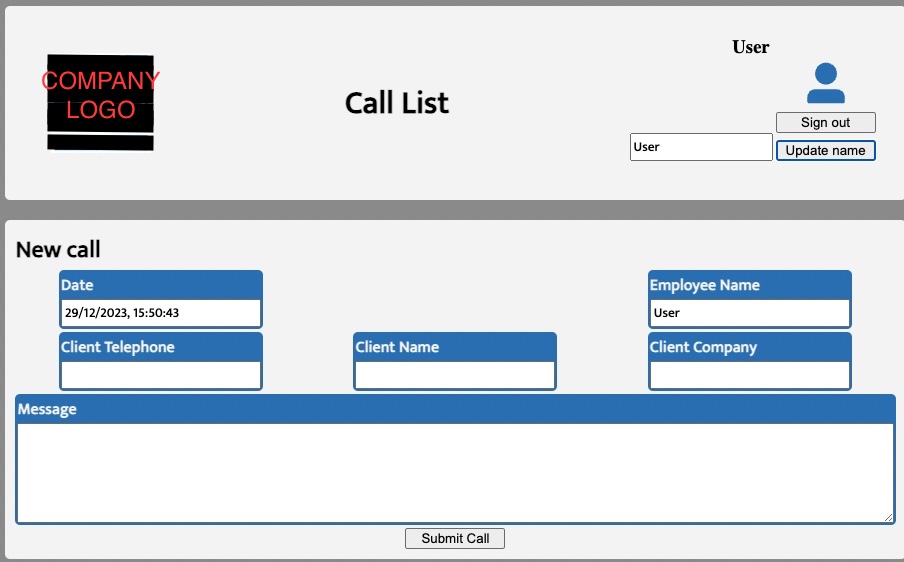 User
COMPANY
LOGO
Call List
Sign out
User
Update name
New call
Date
Employee Name
29/12/2023, 15:50:43
User
Client Telephone
Client Name
Client Company
Message
Submit Call